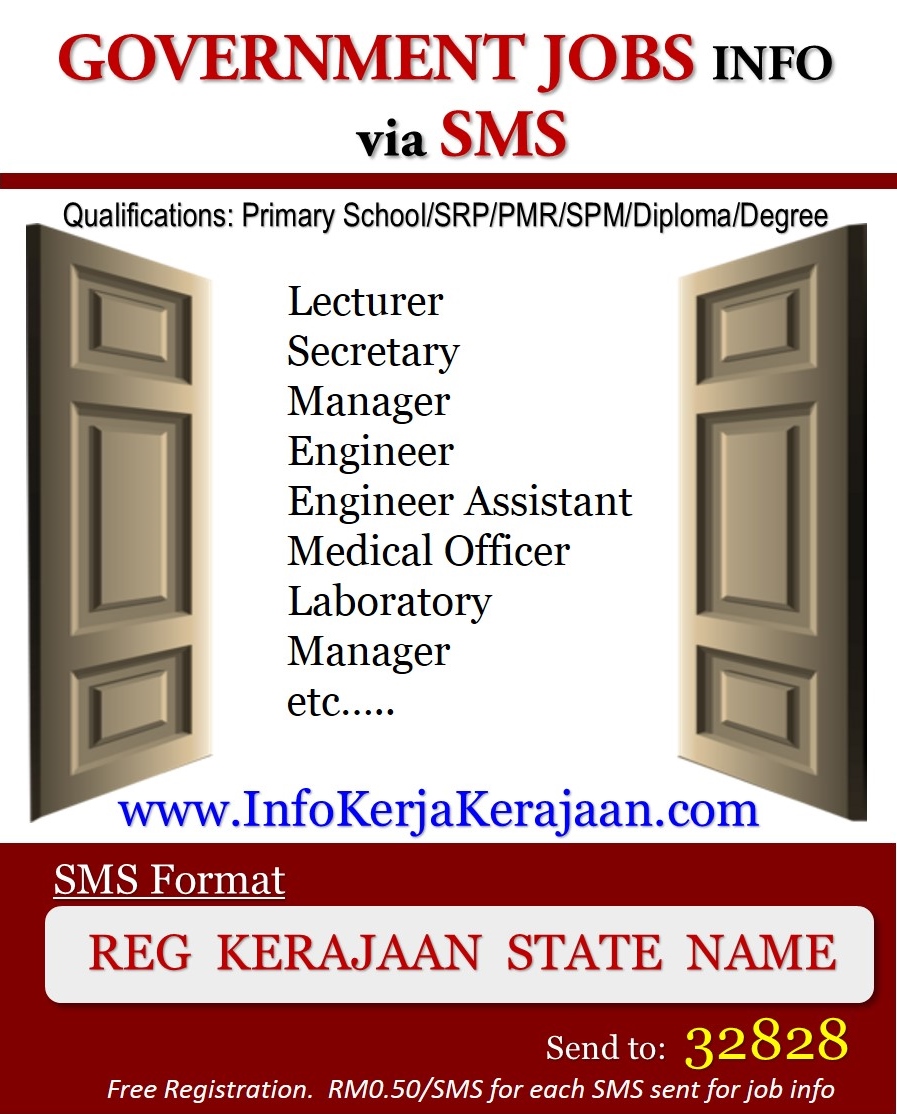 GOVERNMENT JOBS INFO
via SMS
Qualifications: Primary School/SRP/PMR/SPM/Diploma/Degree
Lecturer
Secretary
Manager
Engineer
Engineer Assistant
Medical Officer
Laboratory
Manager
etc.....
www.InfoKerjaKerajaan.com
SMS Format
REG KERAJAAN STATE NAME
Send to: 32828
Free Registration. RM0.50/SMS for each SMS sent for job info